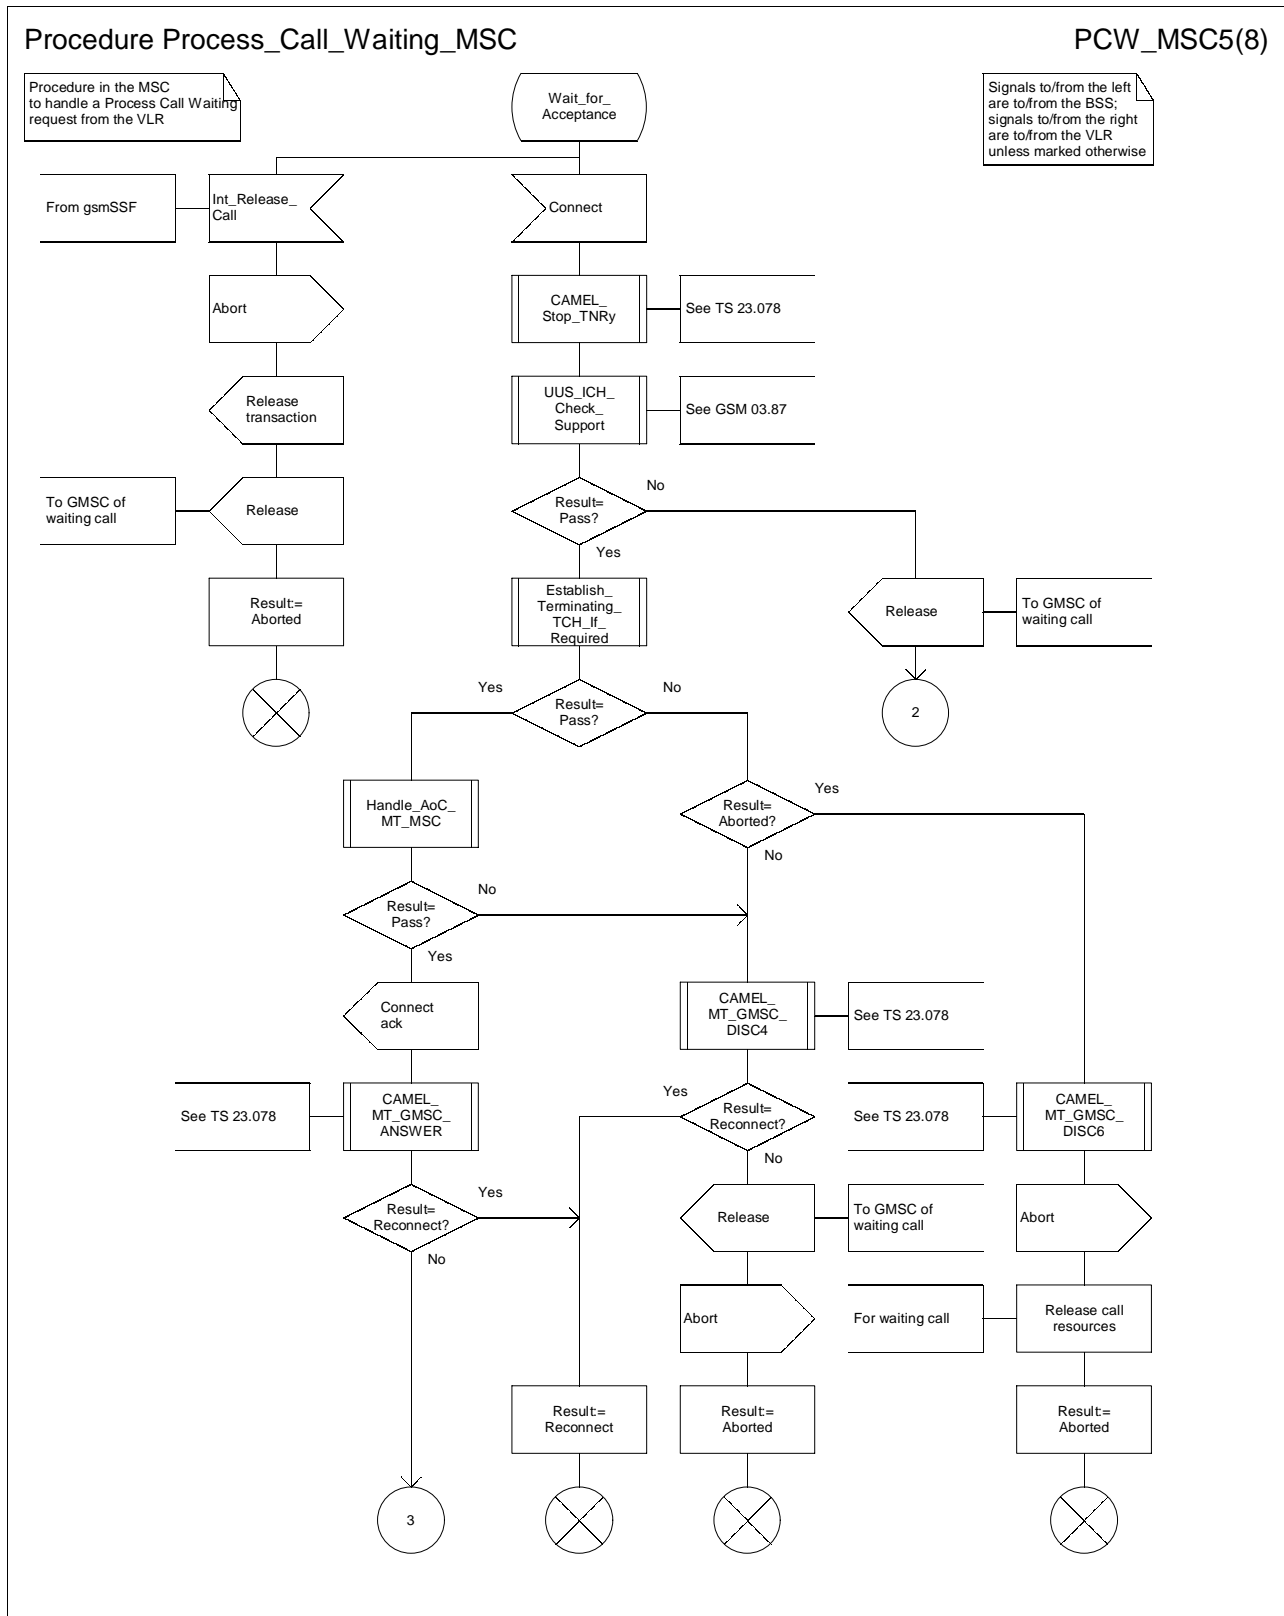 Procedure Process_Call_Waiting_MSC
PCW_MSC5(8)
Procedure in the MSC
to handle a Process Call Waiting
request from the VLR
Wait_for_
Acceptance
Signals to/from the left
are to/from the BSS;
signals to/from the right
are to/from the VLR
unless marked otherwise
From gsmSSF
Int_Release_
Call
Connect
Abort
CAMEL_
Stop_TNRy
See TS 23.078
Release
transaction
UUS_ICH_
Check_
Support
See GSM 03.87
To GMSC of
waiting call
Release
Result=
Pass?
No
Yes
Result:=
Aborted
Establish_
Terminating_
TCH_If_
Required
Release
To GMSC of
waiting call
Yes
Result=
Pass?
No
2
Handle_AoC_
MT_MSC
Result=
Aborted?
Yes
No
Result=
Pass?
No
Yes
Connect
ack
CAMEL_
MT_GMSC_
DISC4
See TS 23.078
See TS 23.078
CAMEL_
MT_GMSC_
ANSWER
Yes
Result=
Reconnect?
No
See TS 23.078
CAMEL_
MT_GMSC_
DISC6
Result=
Reconnect?
Yes
No
Release
To GMSC of
waiting call
Abort
Abort
For waiting call
Release call
resources
Result:=
Reconnect
Result:=
Aborted
Result:=
Aborted
3